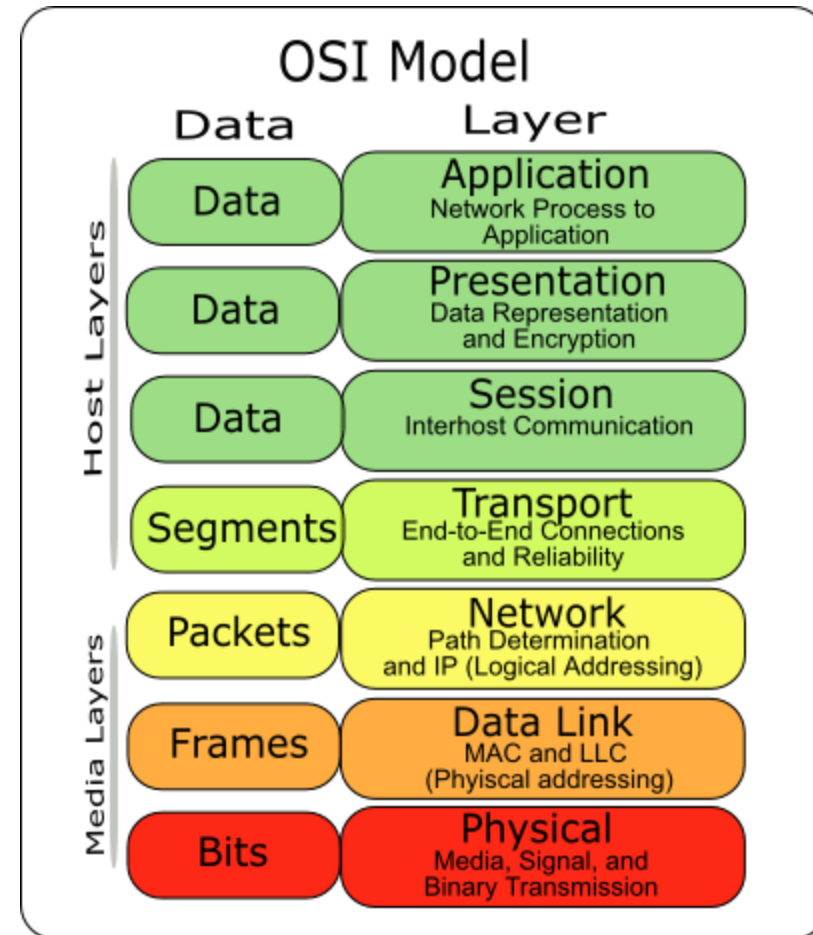 OSI Model
Data
Layer
Host Layers
Data
Application
Network Process to
Application
Data
Presentation
Data Representation
and Encryption
Data
Session
Interhost Communication
Segments
Transport
End-to-End Connections
and Reliability
Media Layers
Packets
Network
Path Determination
and IP (Logical Addressing)
Frames
Data Link
MAC and LLC
(Phyiscal addressing)
Bits
Physical
Media, Signal, and
Binary Transmission